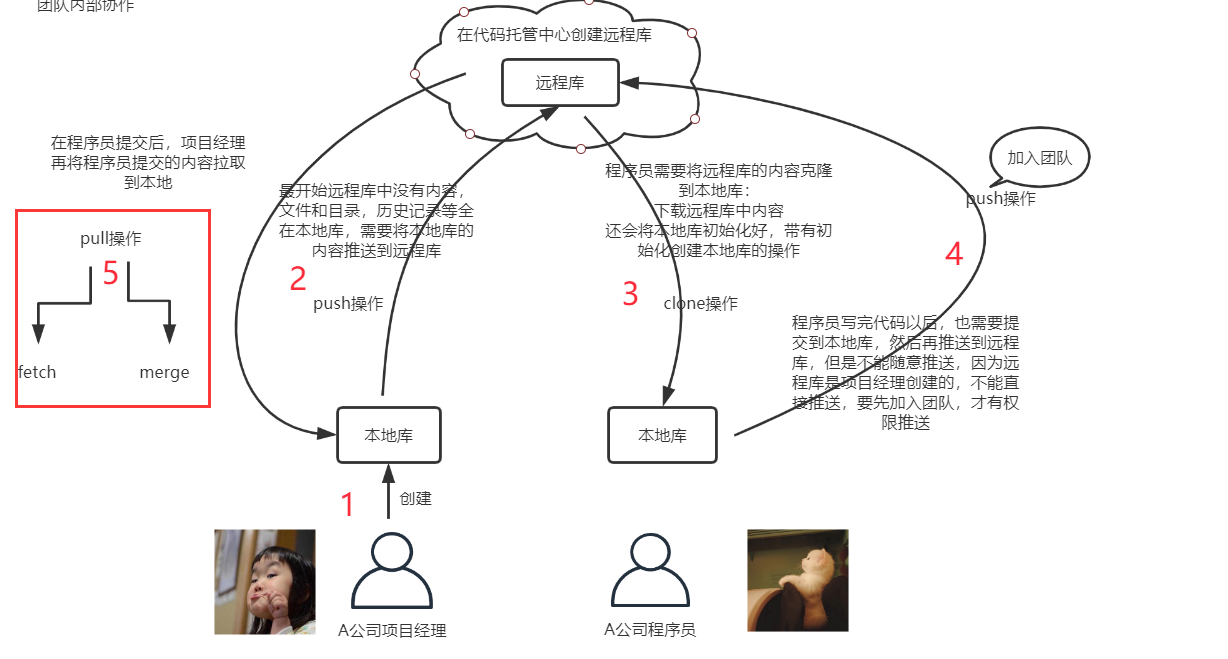 团队内部协作
在代码托管中心创建远程库
远程库
在程序员提交后，项目经理
再将程序员提交的内容拉取
到本地
pull操作
5
fetch
merge
最开始远程库中没有内容，
文件和目录，历史记录等全
在本地库，需要将本地库的
内容推送到远程库
2
push操作
程序员需要将远程库的内容克隆
到本地库：
下载远程库中内容
还会将本地库初始化好，带有初
始化创建本地库的操作
3
clone操作
加入团队
push操作
4
程序员写完代码以后，也需要提
交到本地库，然后再推送到远程
库，但是不能随意推送，因为远
程库是项目经理创建的，不能直
接推送，要先加入团队，才有权
限推送
本地库
本地库
1
创建
A公司项目经理
A公司程序员